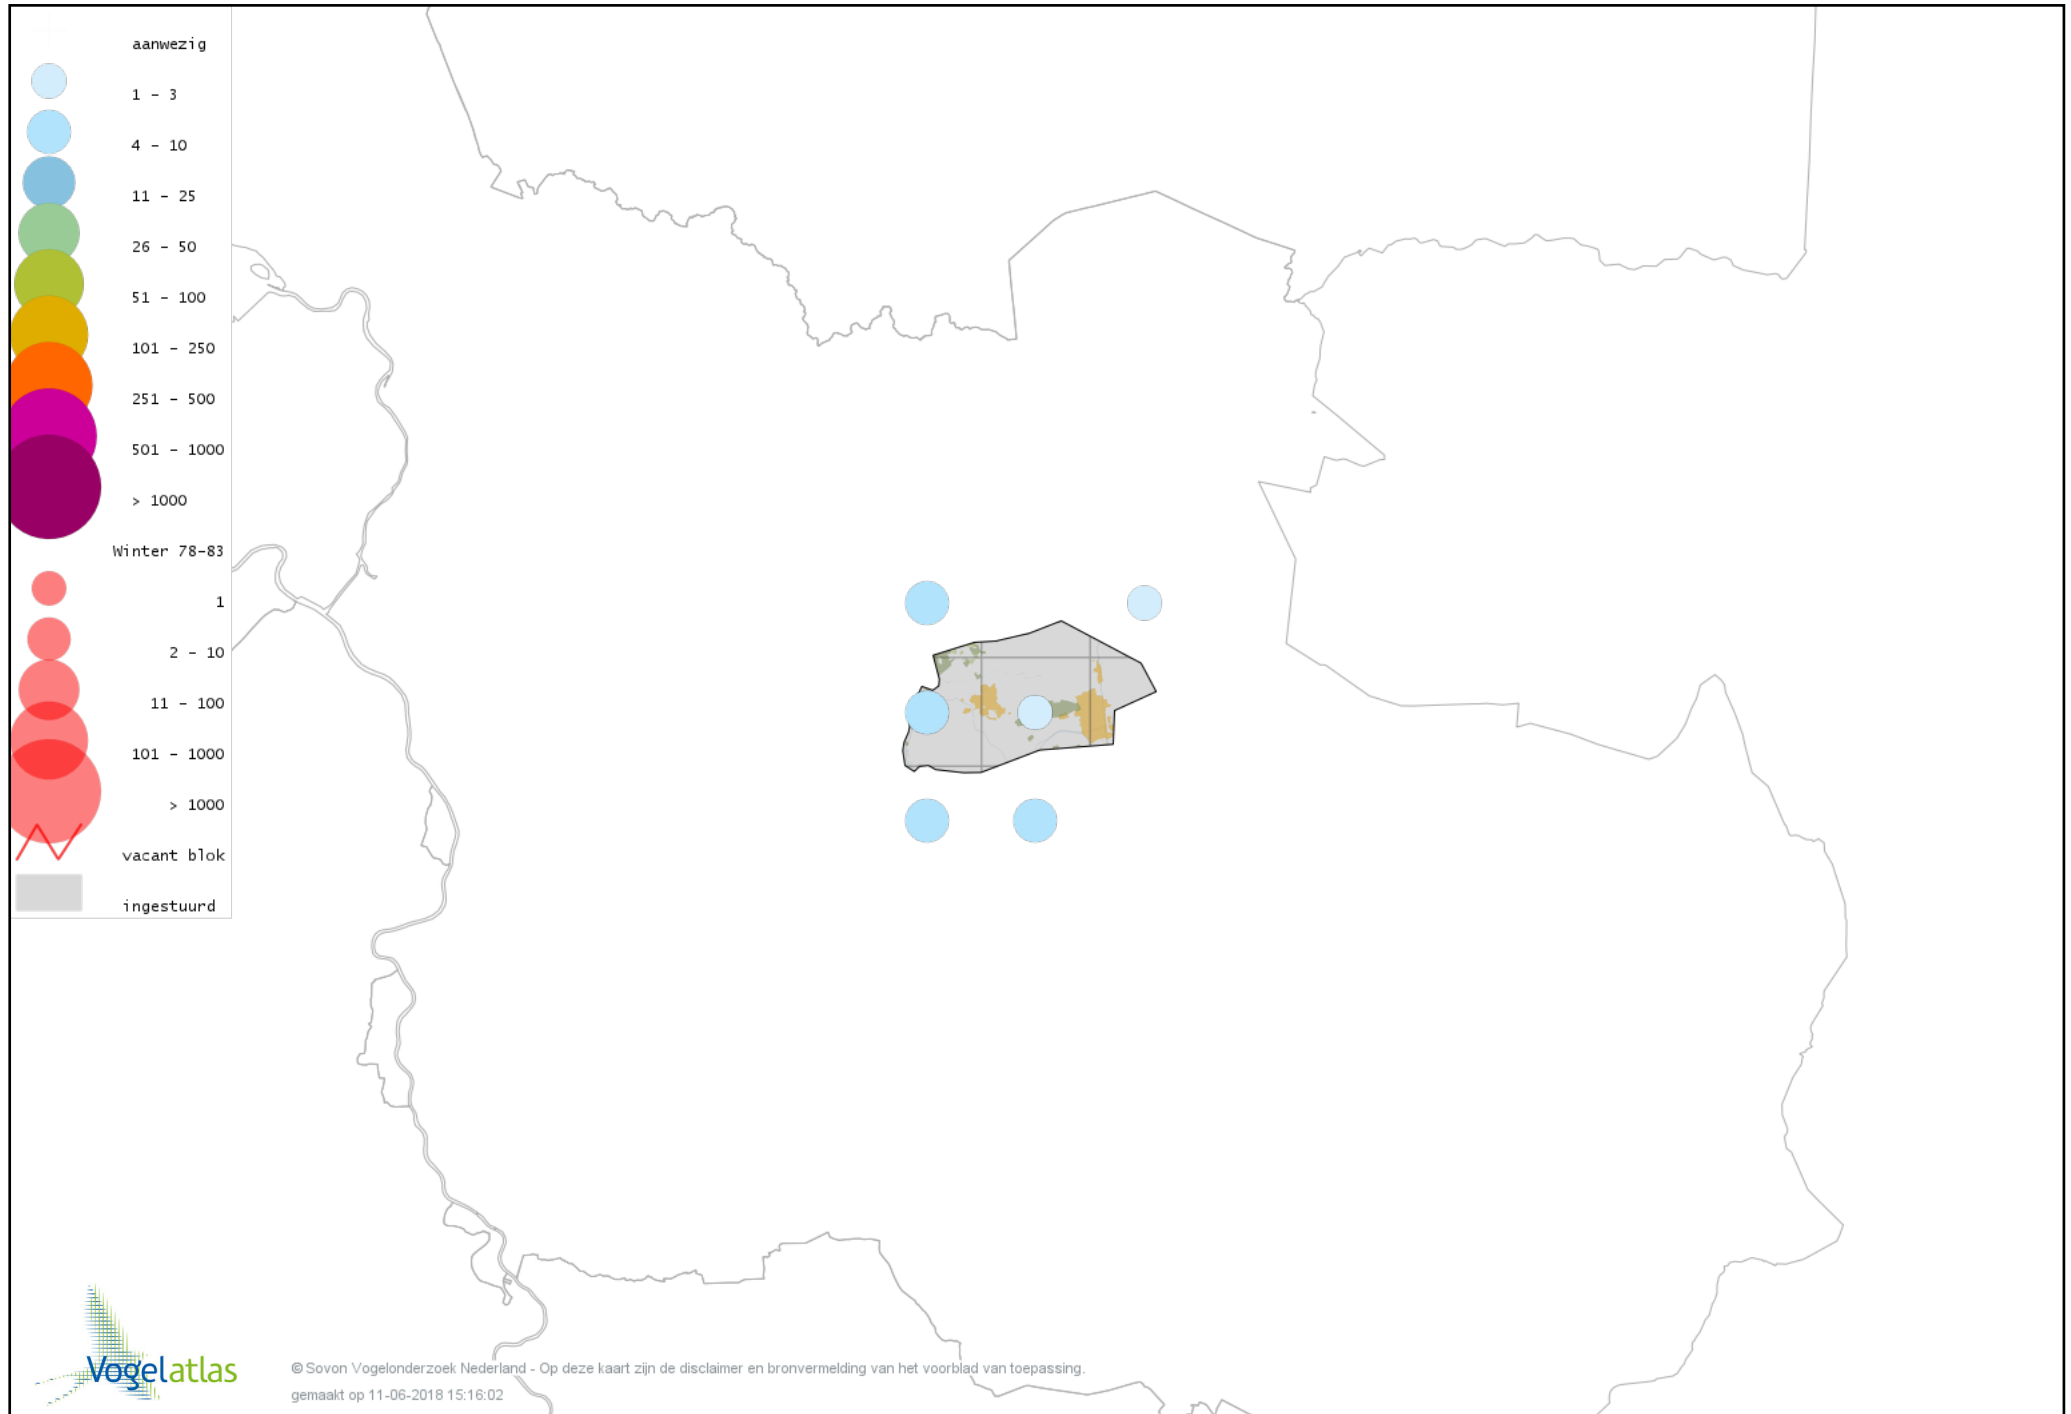 aanwezig
1 – 3
4 – 10
11 – 25
26 – 50
51 – 100
101 – 250
251 – 500
501 – 1000
> 1000
Winter 78–83
1
2 – 10
11 – 100
101 – 1000
> 1000
vacant blok
ingestuurd
Vogelatlas
© Sovon Vogelonderzoek Nederland - Op deze kaart zijn de disclaimer en bronvermelding van het voorblad van toepassing.
gemaakt op 11-06-2018 15:16:02